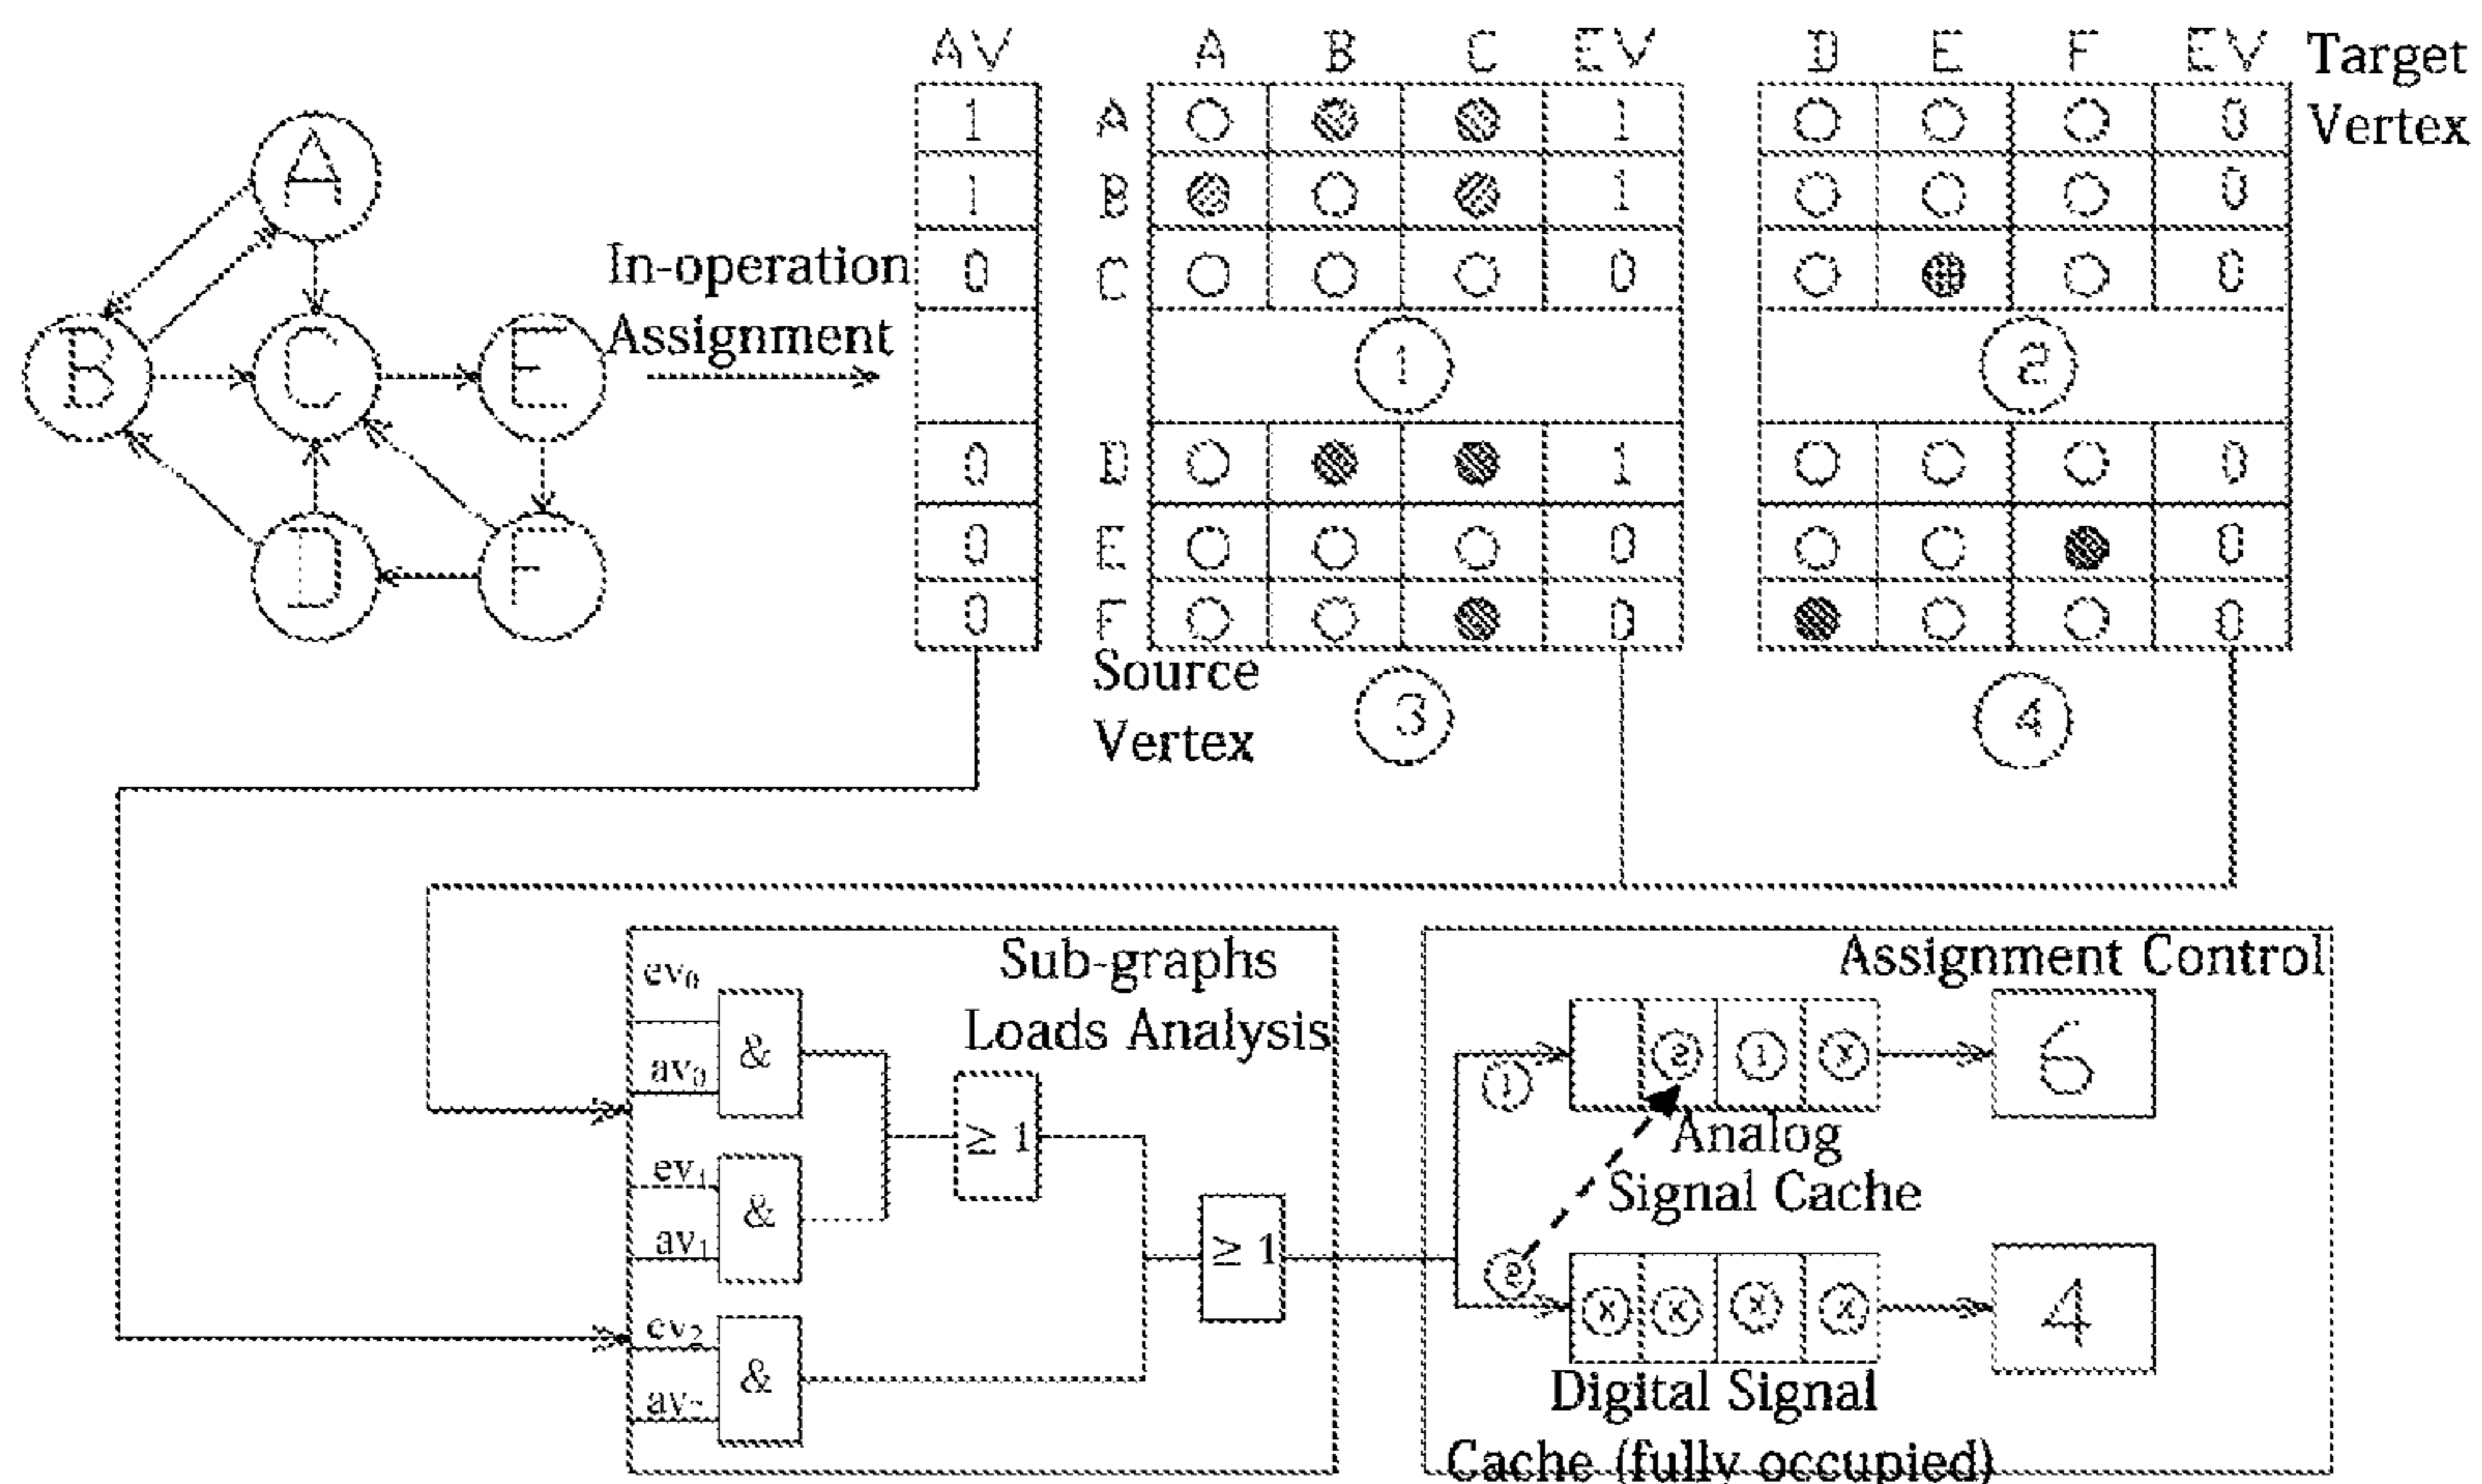 AV A B C EV D E F EV Target
Vertex
A
B C E
D F
In-operation
Assignment
1 A 1 0
1 B 1 0
0 C 0 0
1 2
0 D 1 0
0 E 0 0
0 F 0 0
Source
Vertex
3 4
Sub-graphs
Loads Analysis
ev0
av0
&
ev1
av1
&
ev2
&
≥ 1
≥ 1
Assignment Control
1
2 1 x
6
Analog
Signal Cache
2
x x x x
4
Digital Signal
Cache (fully occupied)